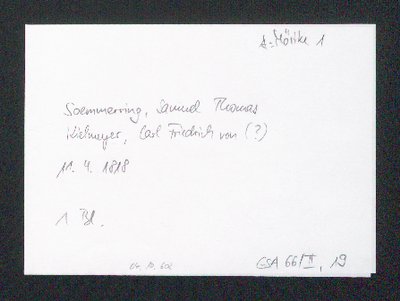 A: Mörike 1
Soemmerring, Samuel Thomas
Kielmeyer, Carl Friedrich von (?)
11. 4. 1818
1 Bl.
GSA 66/II, 19